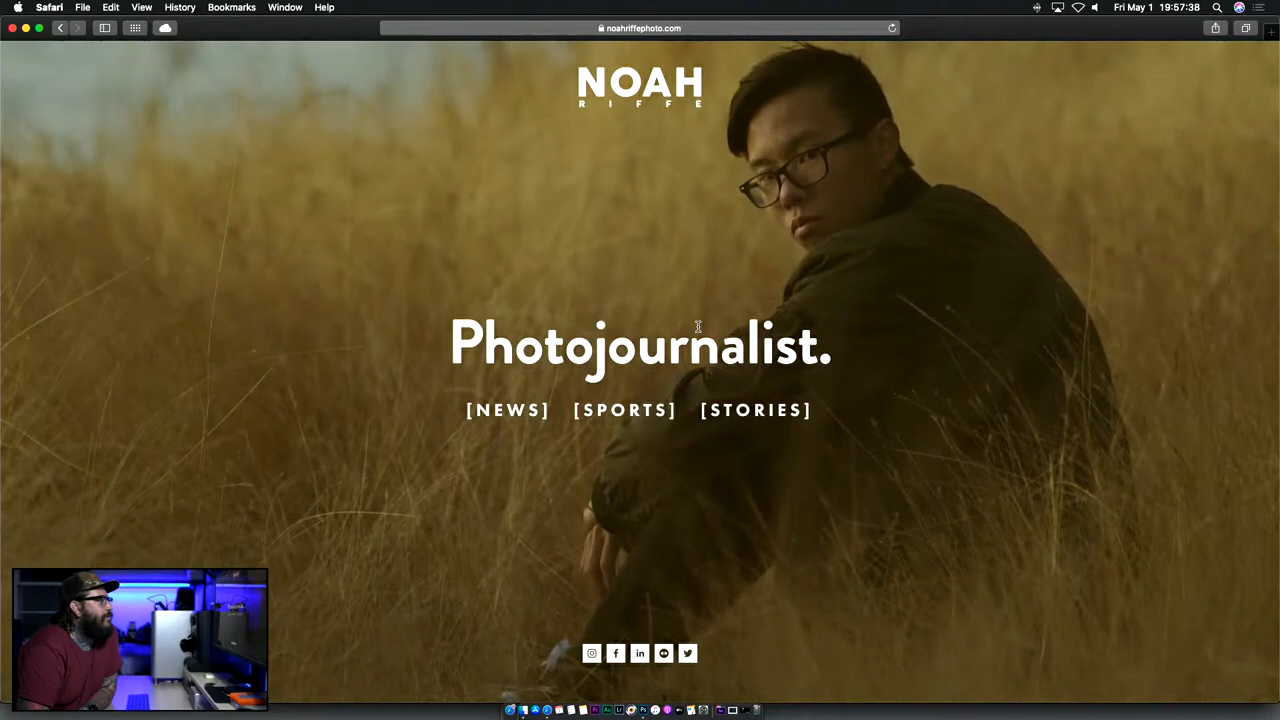 Safari File Edit View History Bookmarks Window Help Fri May 1 19:57:38
noahriffephoto.com
NOAH
RIFFE
Photojournalist.
[NEWS] [SPORTS] [STORIES]